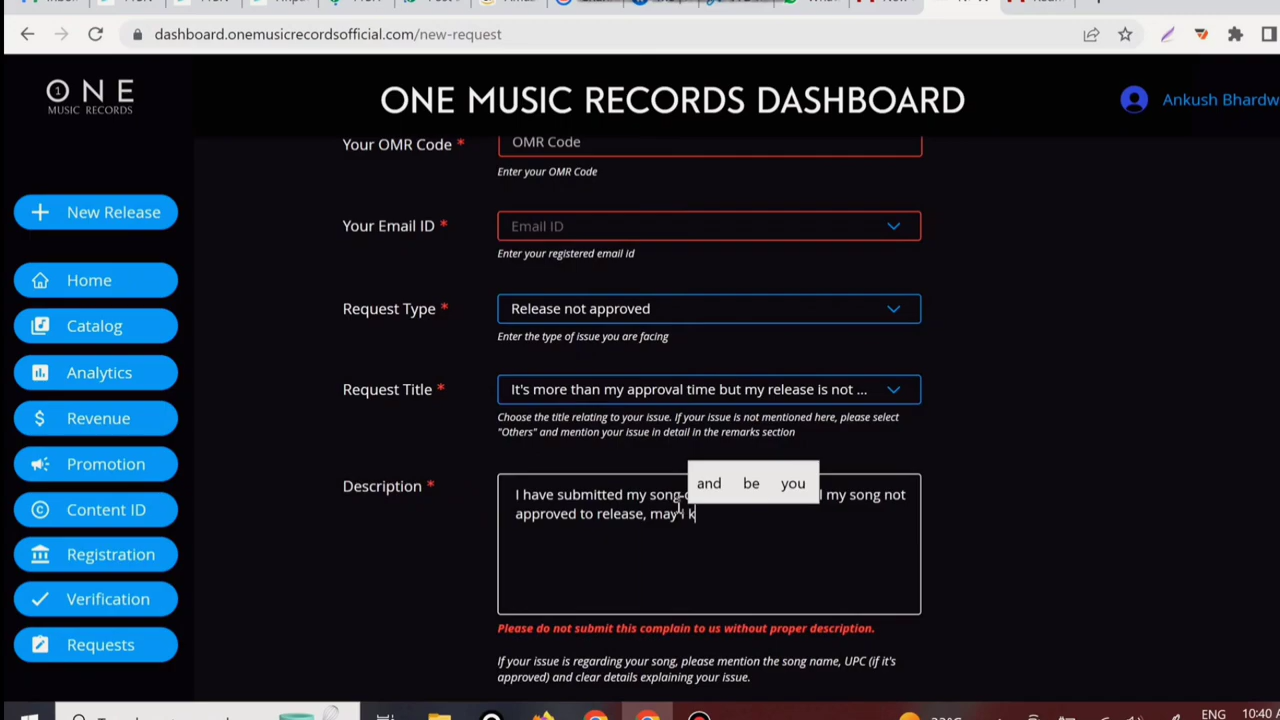 dashboard.onemusicrecordsofficial.com/new-request
ONE
MUSIC RECORDS
ONE MUSIC RECORDS DASHBOARD
Ankush Bhardw
New Release
Home
Catalog
Analytics
Revenue
Promotion
Content ID
Registration
Verification
Requests
Your OMR Code *
OMR Code
Enter your OMR Code
Your Email ID *
Email ID
Enter your registered email id
Request Type *
Release not approved
Enter the type of issue you are facing
Request Title *
It's more than my approval time but my release is not ...
Choose the title relating to your issue. If your issue is not mentioned here, please select
"Others" and mention your issue in detail in the remarks section
Description *
and be you
I have submitted my song my song not
approved to release, may i k
Please do not submit this complain to us without proper description.
If your issue is regarding your song, please mention the song name, UPC (if it's
approved) and clear details explaining your issue.
ENG 10:40